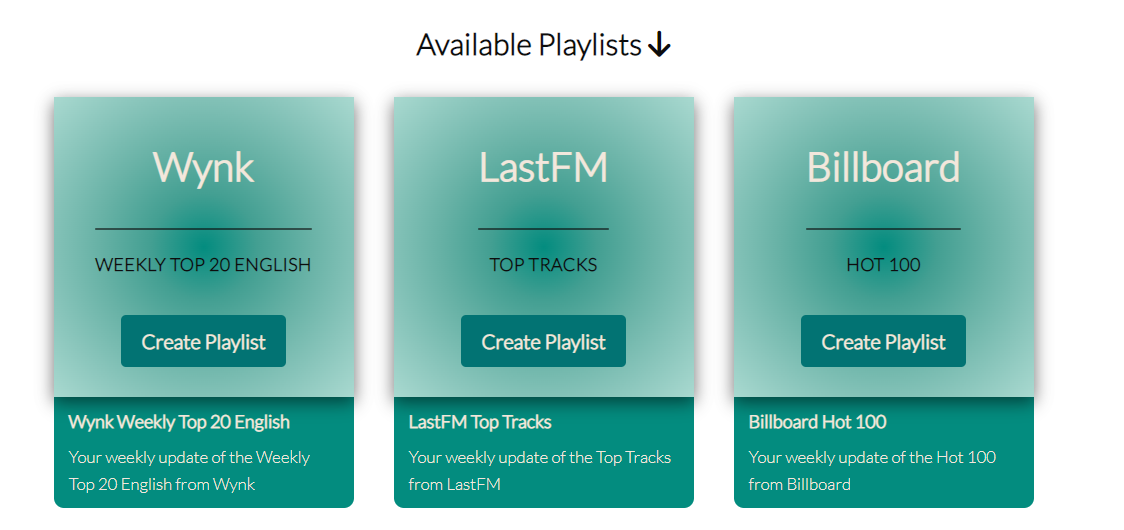 Available Playlists
Wynk
WEEKLY TOP 20 ENGLISH
Create Playlist
Wynk Weekly Top 20 English
Your weekly update of the Weekly
Top 20 English from Wynk
LastFM
TOP TRACKS
Create Playlist
LastFM Top Tracks
Your weekly update of the Top Tracks
from LastFM
Billboard
HOT 100
Create Playlist
Billboard Hot 100
Your weekly update of the Hot 100
from Billboard